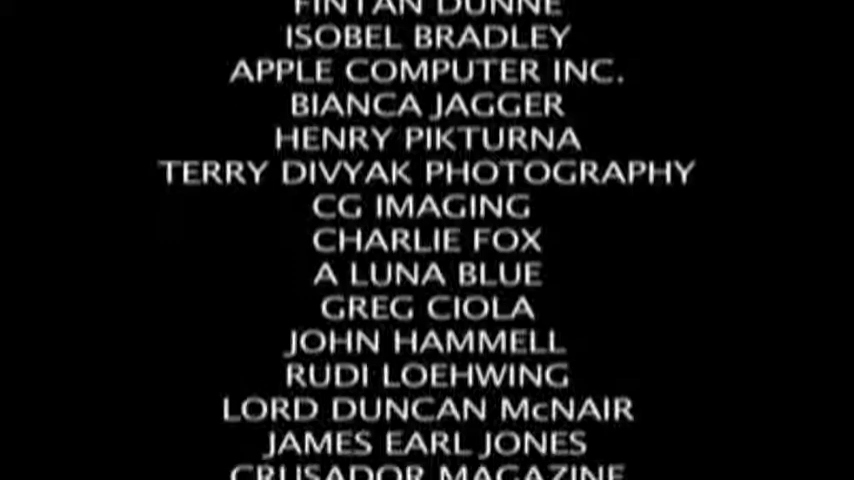 FINTAN DUNNE
ISOBEL BRADLEY
APPLE COMPUTER INC.
BIANCA JAGGER
HENRY PIKTURNA
TERRY DIVYAK PHOTOGRAPHY
CG IMAGING
CHARLIE FOX
A LUNA BLUE
GREG CIOLA
JOHN HAMMELL
RUDI LOEHWING
LORD DUNCAN McNAIR
JAMES EARL JONES
CRUSADOR MAGAZINE